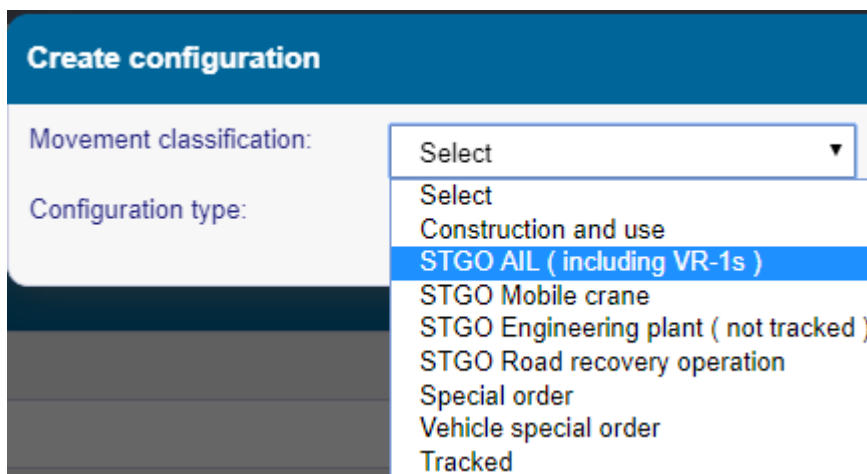 Create configuration
Movement classification:
Select
Configuration type:
Select
Construction and use
STGO AIL ( including VR-1s )
STGO Mobile crane
STGO Engineering plant ( not tracked )
STGO Road recovery operation
Special order
Vehicle special order
Tracked